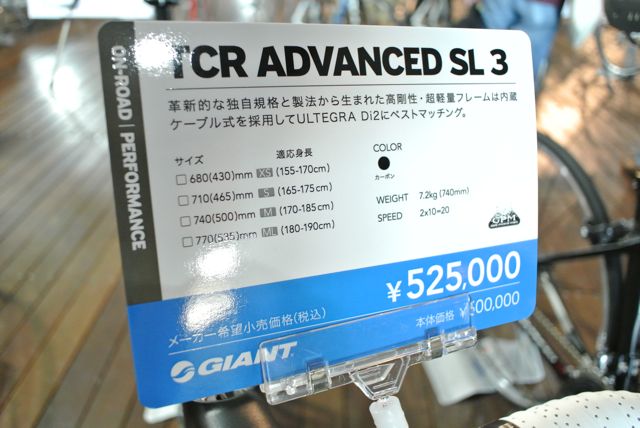 TCR ADVANCED SL 3
ON-ROAD | PERFORMANCE
革新的な独自規格と製法から生まれた高剛性・超軽量フレームは内蔵
ケーブル式を採用してULTEGRA Di2にベストマッチング。
サイズ 適応身長
680(430)mm XS (155-170cm)
710(465)mm S (165-175cm)
740(500)mm M (170-185cm)
770(535)mm ML (180-190cm)
COLOR
カーボン
WEIGHT 7.2kg (740mm)
SPEED 2x10=20
OPM
¥525,000
メーカー希望小売価格(税込) 本体価格 ¥500,000
GIANT